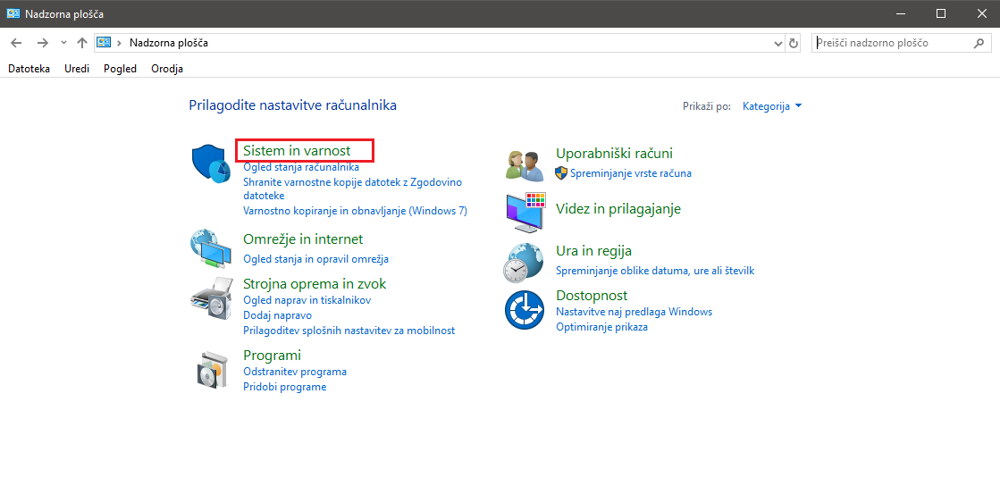 Nadzorna plošča
Nadzorna plošča
Preišči nadzorno ploščo
Datoteka Uredi Pogled Orodja
Prilagodite nastavitve računalnika
Prikaži po: Kategorija
Sistem in varnost
Ogled stanja računalnika
Shranite varnostne kopije datotek z Zgodovino
datoteke
Varnostno kopiranje in obnavljanje (Windows 7)
Omrežje in internet
Ogled stanja in opravil omrežja
Strojna oprema in zvok
Ogled naprav in tiskalnikov
Dodaj napravo
Prilagoditev splošnih nastavitev za mobilnost
Programi
Odstranitev programa
Pridobi programe
Uporabniški računi
Spreminjanje vrste računa
Videz in prilagajanje
Ura in regija
Spreminjanje oblike datuma, ure ali številk
Dostopnost
Nastavitve naj predlaga Windows
Optimiranje prikaza